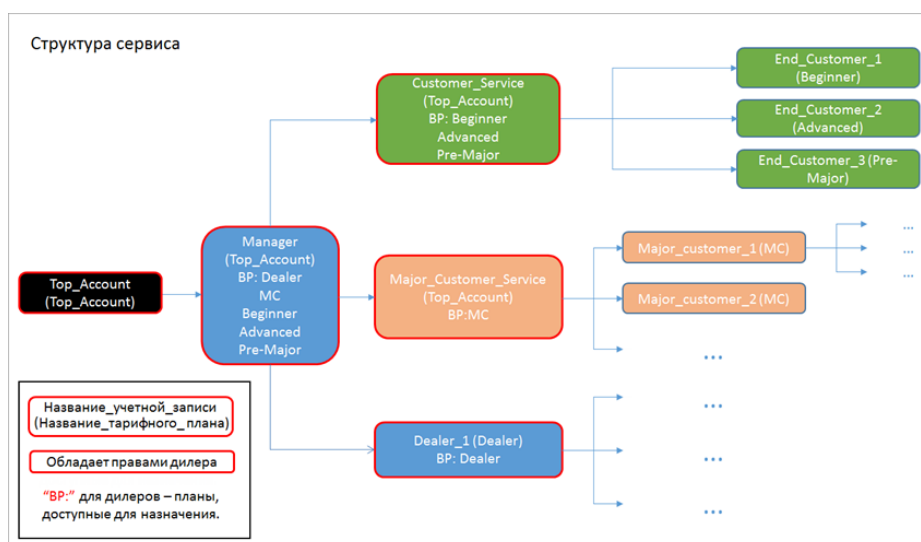 Структура сервиса
Customer_Service
(Top_Account)
BP: Beginner
Advanced
Pre-Major
End_Customer_1
(Beginner)
End_Customer_2
(Advanced)
End_Customer_3 (Pre-
Major)
Manager
(Top_Account)
BP: Dealer
MC
Beginner
Advanced
Pre-Major
Top_Account
(Top_Account)
Major_Customer_Service
(Top_Account)
BP:MC
Major_customer_1 (MC)
...
...
...
Major_customer_2 (MC)
...
Dealer_1 (Dealer)
BP: Dealer
...
...
...
Название_учетной_записи
(Название_тарифного_плана)
Обладает правами дилера
“BP:” для дилеров – планы,
доступные для назначения.